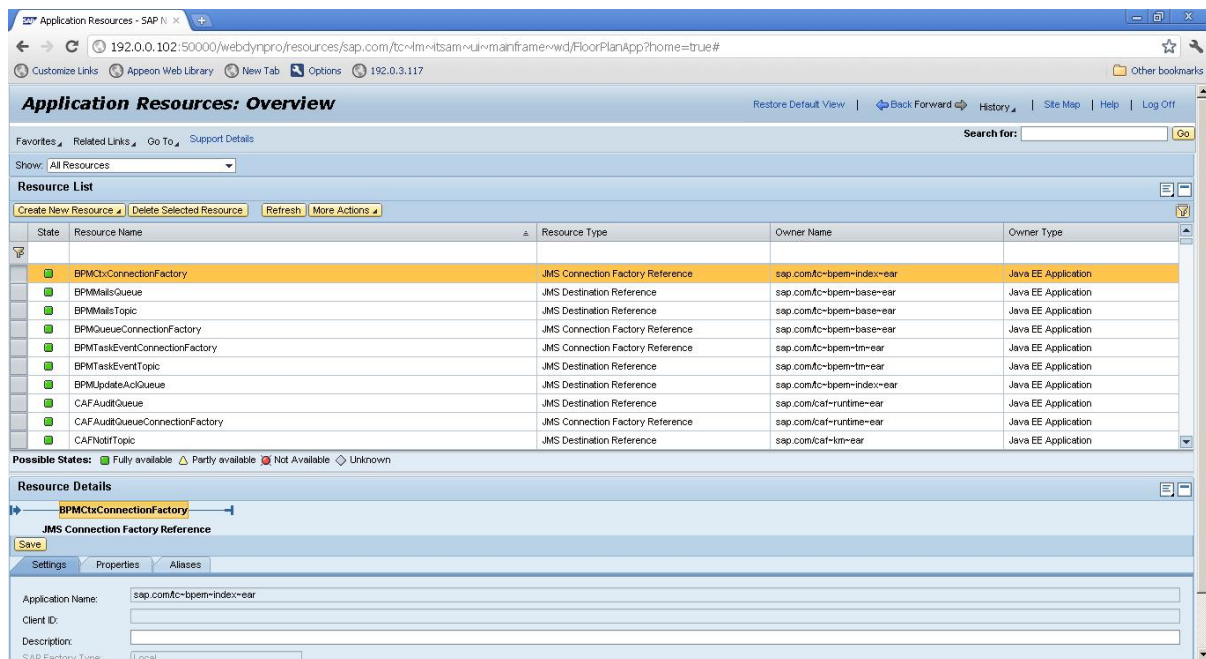 Application Resources - SAP N
192.0.0.102:50000/webdynpro/resources/sap.com/tc~lm~itsam~ui~mainframe~wd/FloorPlanApp?home=true#
Customize Links Appeon Web Library New Tab Options 192.0.3.117 Other bookmarks
Application Resources: Overview Restore Default View | Back Forward History | Site Map | Help | Log Off
Favorites Related Links Go To Support Details Search for: Go
Show: All Resources
Resource List
Create New Resource Delete Selected Resource Refresh More Actions
State Resource Name Resource Type Owner Name Owner Type
BPMCtxConnectionFactory JMS Connection Factory Reference sap.com/tc~bpem~index~ear Java EE Application
BPMMailsQueue JMS Destination Reference sap.com/tc~bpem~base~ear Java EE Application
BPMMailsTopic JMS Destination Reference sap.com/tc~bpem~base~ear Java EE Application
BPMQueueConnectionFactory JMS Connection Factory Reference sap.com/tc~bpem~base~ear Java EE Application
BPMTaskEventConnectionFactory JMS Connection Factory Reference sap.com/tc~bpem~tm~ear Java EE Application
BPMTaskEventTopic JMS Destination Reference sap.com/tc~bpem~tm~ear Java EE Application
BPMUpdateAclQueue JMS Destination Reference sap.com/tc~bpem~index~ear Java EE Application
CAFAuditQueue JMS Destination Reference sap.com/caf~runtime~ear Java EE Application
CAFAuditQueueConnectionFactory JMS Connection Factory Reference sap.com/caf~runtime~ear Java EE Application
CAFNotifTopic JMS Destination Reference sap.com/caf~km~ear Java EE Application
Possible States: Fully available Partly available Not Available Unknown
Resource Details
BPMCtxConnectionFactory
JMS Connection Factory Reference
Save
Settings Properties Aliases
Application Name: sap.com/tc~bpem~index~ear
Client ID:
Description:
SAP Factory Type: Local